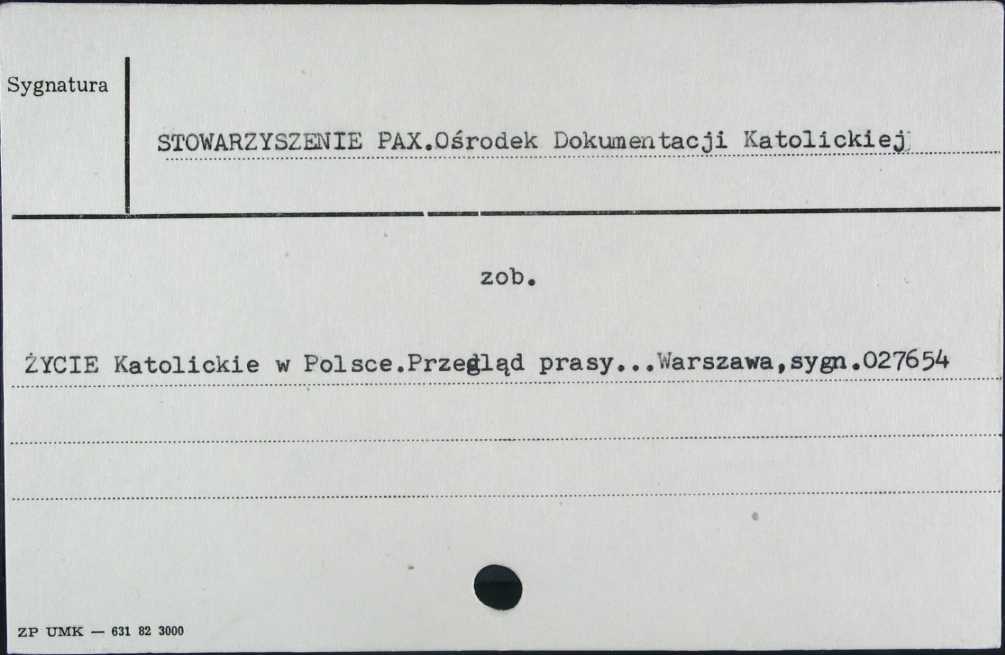 Sygnatura
STOWARZYSZENIE PAX.Ośrodek Dokumentacji Katolickiej
zob.
ŻYCIE Katolickie w Polsce.Przegląd prasy...Warszawa,sygn.027654
ZP UMK — 631 82 3000